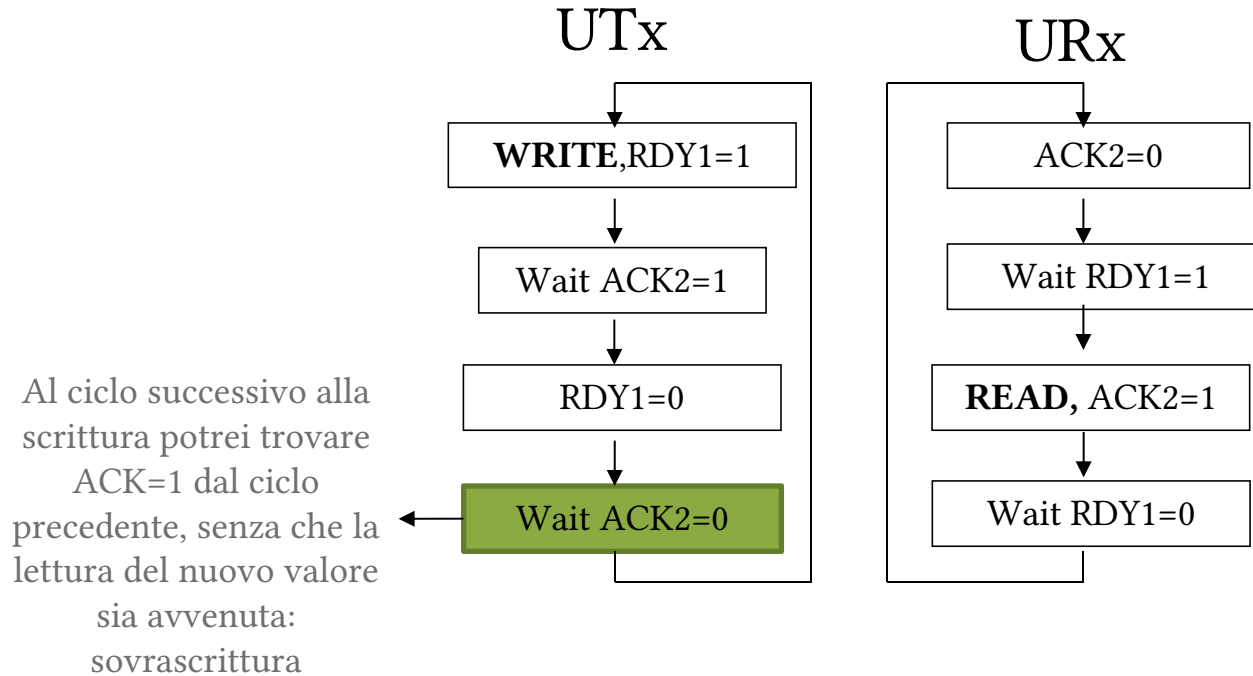 UTx
WRITE,RDY1=1
Wait ACK2=1
RDY1=0
Wait ACK2=0
Al ciclo successivo alla
scrittura potrei trovare
ACK=1 dal ciclo
precedente, senza che la
lettura del nuovo valore
sia avvenuta:
sovrascrittura
URx
ACK2=0
Wait RDY1=1
READ, ACK2=1
Wait RDY1=0